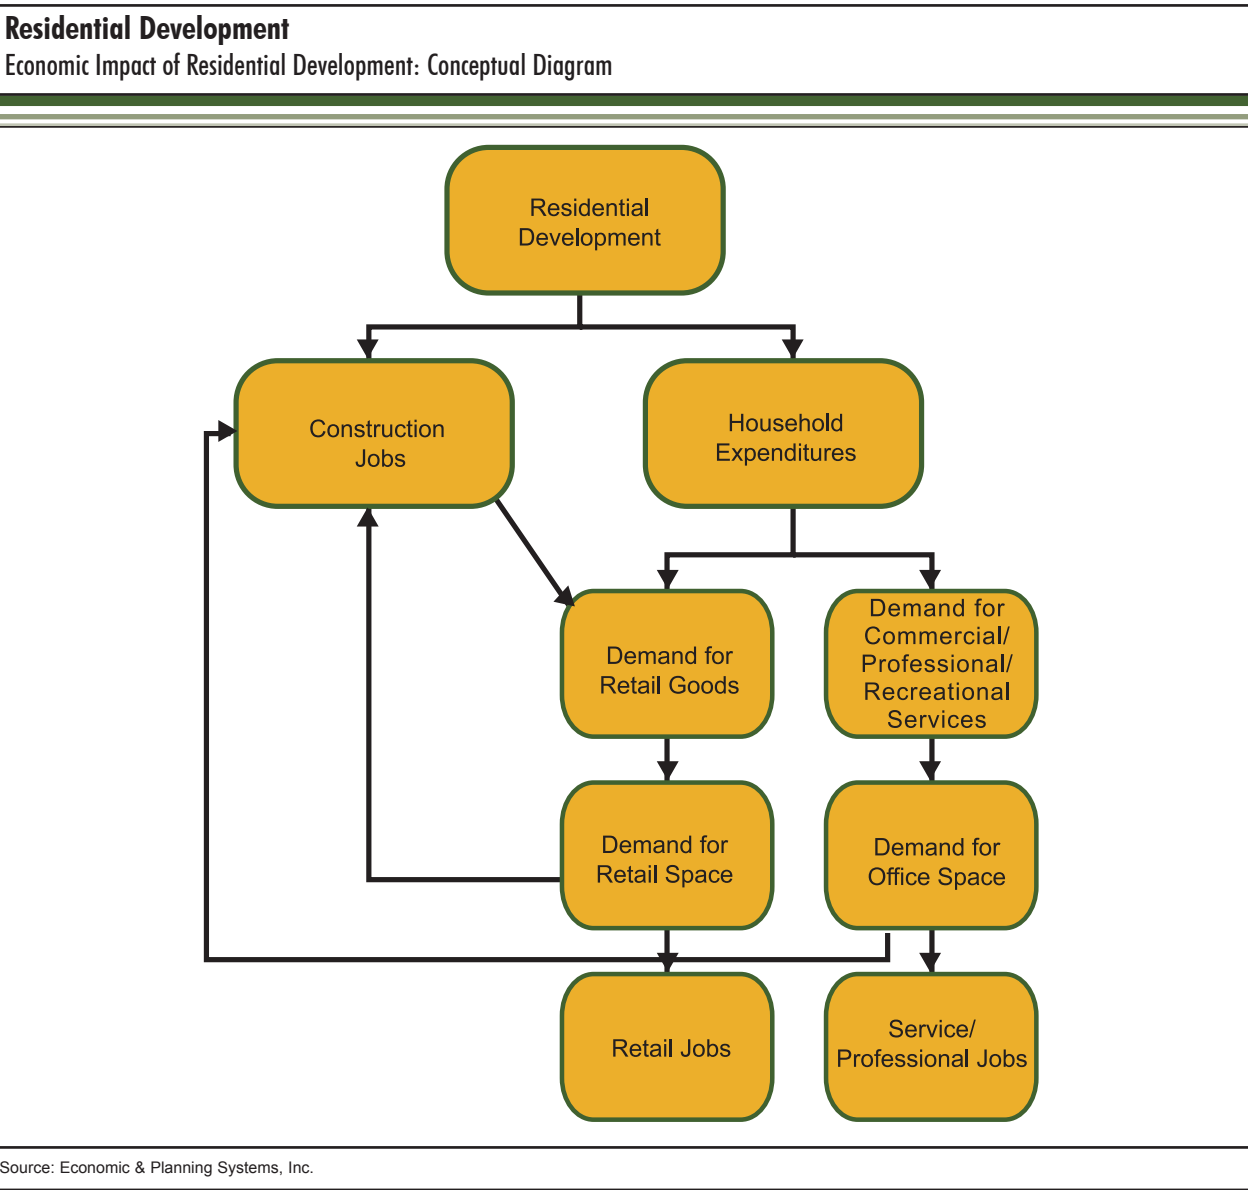 Residential Development
Economic Impact of Residential Development: Conceptual Diagram
Residential
Development
Construction
Jobs
Household
Expenditures
Demand for
Retail Goods
Demand for
Commercial/
Professional/
Recreational
Services
Demand for
Retail Space
Demand for
Office Space
Retail Jobs
Service/
Professional Jobs
Source: Economic & Planning Systems, Inc.